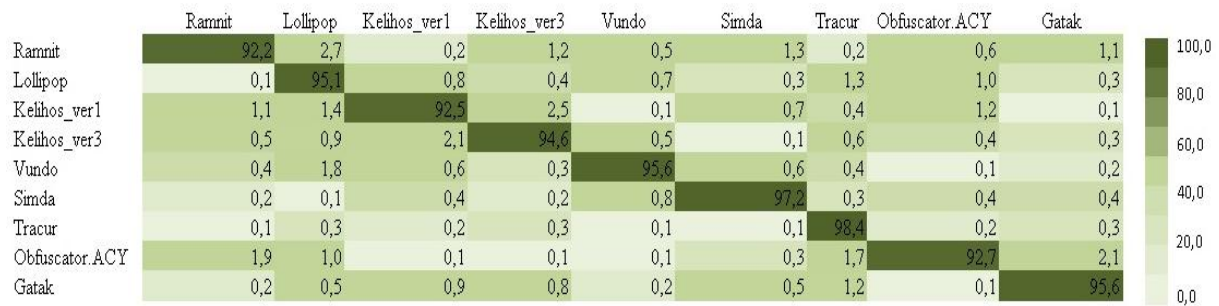 Ramnit Lollipop Kelihos_ver1 Kelihos_ver3 Vundo Simda Tracur Obfuscator.ACY Gatak
Ramnit 92,2 2,7 0,2 1,2 0,5 1,3 0,2 0,6 1,1
Lollipop 0,1 95,1 0,8 0,4 0,7 0,3 1,3 1,0 0,3
Kelihos_ver1 1,1 1,4 92,5 2,5 0,1 0,7 0,4 1,2 0,1
Kelihos_ver3 0,5 0,9 2,1 94,6 0,5 0,1 0,6 0,4 0,3
Vundo 0,4 1,8 0,6 0,3 95,6 0,6 0,4 0,1 0,2
Simda 0,2 0,1 0,4 0,2 0,8 97,2 0,3 0,4 0,4
Tracur 0,1 0,3 0,2 0,3 0,1 0,1 98,4 0,2 0,3
Obfuscator.ACY 1,9 1,0 0,1 0,1 0,1 0,3 1,7 92,7 2,1
Gatak 0,2 0,5 0,9 0,8 0,2 0,5 1,2 0,1 95,6
100,0
80,0
60,0
40,0
20,0
0,0